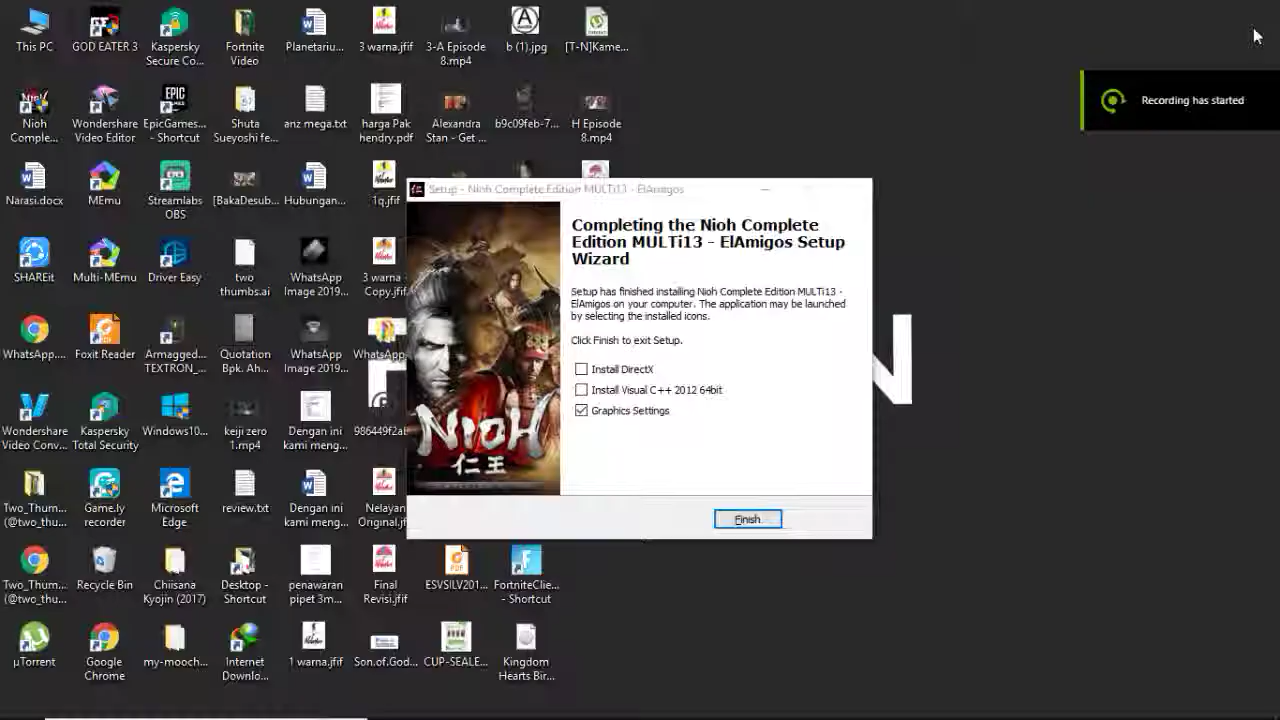 This PC
GOD EATER 3
Kaspersky
Secure Co...
Fortnite
Video
Planetariu...
3 warna.jfif
3-A Episode
8.mp4
b (1).jpg
[T-N]Kame...
Recording has started
Nioh
Comple...
Wondershare
Video Editor
EpicGames...
- Shortcut
Shuta
Sueyoshi fe...
anz mega.txt
harga Pak
hendry.pdf
Alexandra
Stan - Get ...
b9c09feb-7...
H Episode
8.mp4
Narasi.docx
MEmu
Streamlabs
OBS
[BakaDesub...
Hubungan...
1q.jfif
SHAREit
Multi-MEmu
Driver Easy
two
thumbs.ai
WhatsApp
Image 2019...
3 warna -
Copy.jfif
WhatsApp....
Foxit Reader
Armagged...
TEXTRON_...
Quotation
Bpk. Ah...
WhatsApp
Image 2019...
WhatsApp
Wondershare
Video Conv...
Kaspersky
Total Security
Windows10...
keiji zero
1.mp4
Dengan ini
kami meng...
986449f2a
Two_Thum...
(@two_thu...
Game.ly
recorder
Microsoft
Edge
review.txt
Dengan ini
kami meng...
Nelayan
Original.jf
Two_Thum...
(@two_thu...
Recycle Bin
Chiisana
Kyojin (2017)
Desktop -
Shortcut
penawaran
pipet 3m...
Final
Revisi.jfif
ESVSILV201...
FortniteClie...
- Shortcut
µTorrent
Google
Chrome
my-mooch...
Internet
Downlo...
1 warna.jfif
Son.of.God...
CUP-SEALE...
Kingdom
Hearts Bir...
Setup - Nioh Complete Edition MULTi13 - ElAmigos
Completing the Nioh Complete
Edition MULTi13 - ElAmigos Setup
Wizard
Setup has finished installing Nioh Complete Edition MULTi13 -
ElAmigos on your computer. The application may be launched
by selecting the installed icons.
Click Finish to exit Setup.
Install DirectX
Install Visual C++ 2012 64bit
Graphics Settings
NIOH
仁王
Finish
N